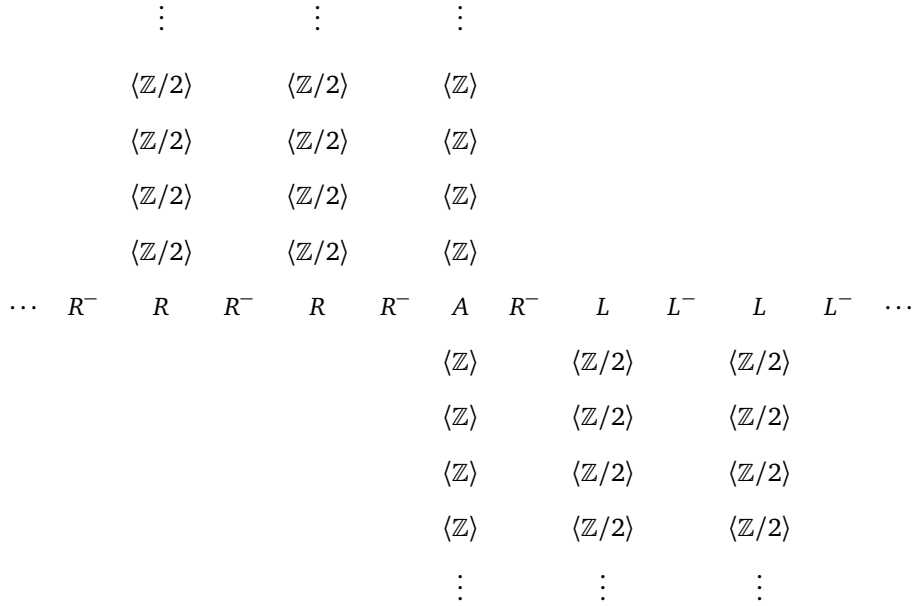 ⋮ ⋮ ⋮
⟨ℤ/2⟩ ⟨ℤ/2⟩ ⟨ℤ⟩
⟨ℤ/2⟩ ⟨ℤ/2⟩ ⟨ℤ⟩
⟨ℤ/2⟩ ⟨ℤ/2⟩ ⟨ℤ⟩
⟨ℤ/2⟩ ⟨ℤ/2⟩ ⟨ℤ⟩
⋯ R⁻ R R⁻ R R⁻ A R⁻ L L⁻ L L⁻ ⋯
⟨ℤ⟩ ⟨ℤ/2⟩ ⟨ℤ/2⟩
⟨ℤ⟩ ⟨ℤ/2⟩ ⟨ℤ/2⟩
⟨ℤ⟩ ⟨ℤ/2⟩ ⟨ℤ/2⟩
⟨ℤ⟩ ⟨ℤ/2⟩ ⟨ℤ/2⟩
⋮ ⋮ ⋮